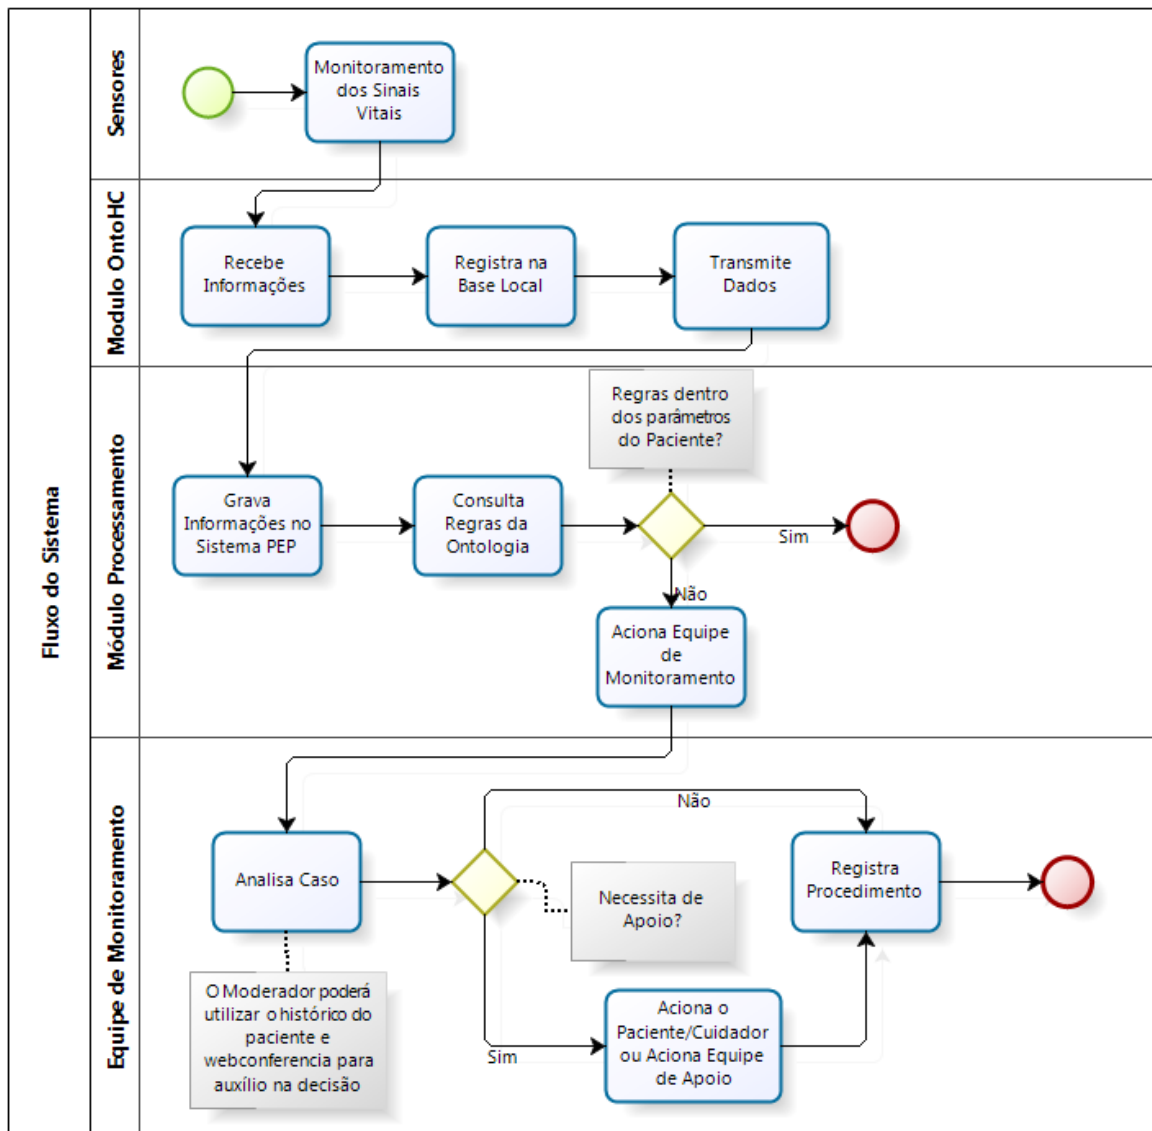 Fluxo do Sistema
Sensores
Monitoramento
dos Sinais
Vitais
Modulo OntoHC
Recebe
Informações
Registra na
Base Local
Transmite
Dados
Módulo Processamento
Regras dentro
dos parâmetros
do Paciente?
Grava
Informações no
Sistema PEP
Consulta
Regras da
Ontologia
Sim
Não
Aciona Equipe
de
Monitoramento
Equipe de Monitoramento
Não
Analisa Caso
Necessita de
Apoio?
Registra
Procedimento
O Moderador poderá
utilizar o histórico do
paciente e
webconferencia para
auxílio na decisão
Sim
Aciona o
Paciente/Cuidador
ou Aciona Equipe
de Apoio